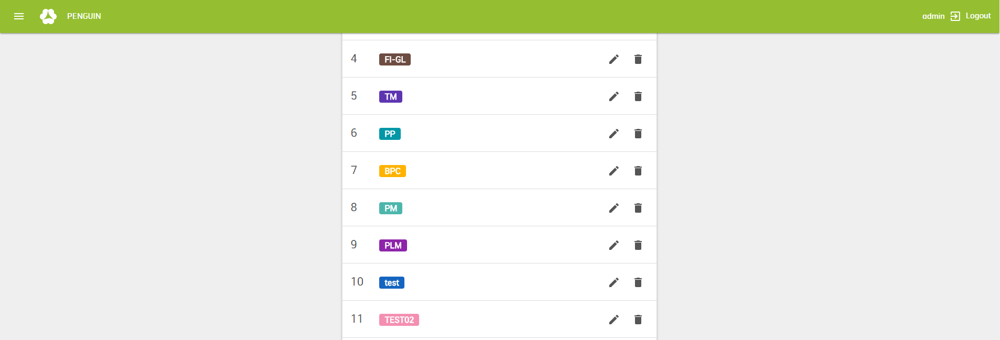 PENGUIN
admin Logout
4 FI-GL
5 TM
6 PP
7 BPC
8 PM
9 PLM
10 test
11 TEST02